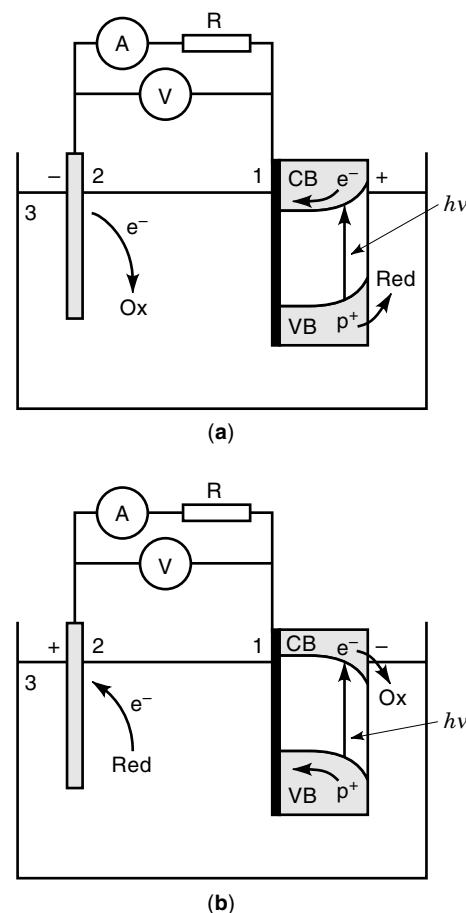 R
A
V
– 2 1 CB e⁻ +
3 hν
e⁻
Ox Red
VB p⁺
(a)
R
A
V
+ 2 1 CB e⁻ –
3 Ox
e⁻ hν
Red
VB p⁺
(b)